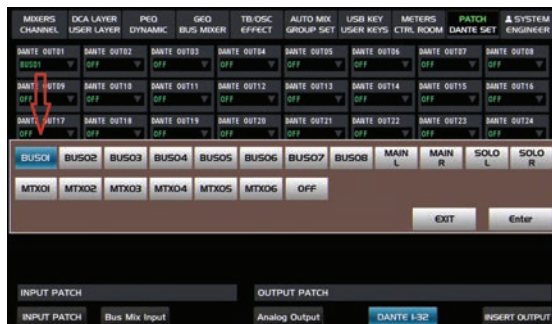 MIXERS DCA LAYER PEQ GEQ TB/OSC AUTO MIX USB KEY METERS PATCH SYSTEM
CHANNEL USER LAYER DYNAMIC BUS MIXER EFFECT GROUP SET USER KEYS CTRL ROOM DANTE SET ENGINEER
DANTE OUT01 DANTE OUT02 DANTE OUT03 DANTE OUT04 DANTE OUT05 DANTE OUT06 DANTE OUT07 DANTE OUT08
BUS01 OFF OFF OFF OFF OFF OFF OFF
DANTE OUT09 DANTE OUT10 DANTE OUT11 DANTE OUT12 DANTE OUT13 DANTE OUT14 DANTE OUT15 DANTE OUT16
OFF OFF OFF OFF OFF OFF OFF OFF
DANTE OUT17 DANTE OUT18 DANTE OUT19 DANTE OUT20 DANTE OUT21 DANTE OUT22 DANTE OUT23 DANTE OUT24
OFF OFF OFF OFF OFF OFF OFF OFF
BUS01 BUS02 BUS03 BUS04 BUS05 BUS06 BUS07 BUS08 MAIN L MAIN R SOLO L SOLO R
MTX01 MTX02 MTX03 MTX04 MTX05 MTX06 OFF
EXIT Enter
INPUT PATCH OUTPUT PATCH
INPUT PATCH Bus Mix Input Analog Output DANTE 1-32 INSERT OUTPUT